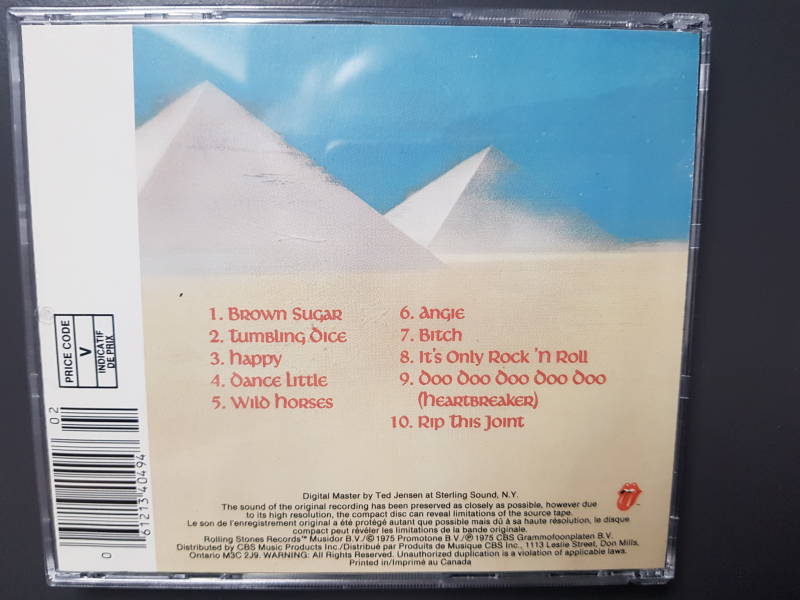 1. Brown Sugar
2. Tumbling Dice
3. Happy
4. Dance Little
5. Wild Horses
6. Angie
7. Bitch
8. It's Only Rock 'N Roll
9. Doo Doo Doo Doo Doo
(Heartbreaker)
10. Rip This Joint
PRICE CODE
V
INDICATIF
DE PRIX
02
0 61213 40494
Digital Master by Ted Jensen at Sterling Sound, N.Y.
The sound of the original recording has been preserved as closely as possible, however due
to its high resolution, the compact disc can reveal limitations of the source tape.
Le son de l'enregistrement original a été protégé autant que possible mais dû à sa haute résolution, le disque
compact peut révéler les limitations de la bande originale.
Rolling Stones Records™ Musidor B.V./© 1975 Promotone B.V./℗ 1975 CBS Grammofoonplaten B.V.
Distributed by CBS Music Products Inc./Distribué par Produits de Musique CBS Inc., 1113 Leslie Street, Don Mills,
Ontario M3C 2J9. WARNING: All Rights Reserved. Unauthorized duplication is a violation of applicable laws.
Printed in/Imprimé au Canada